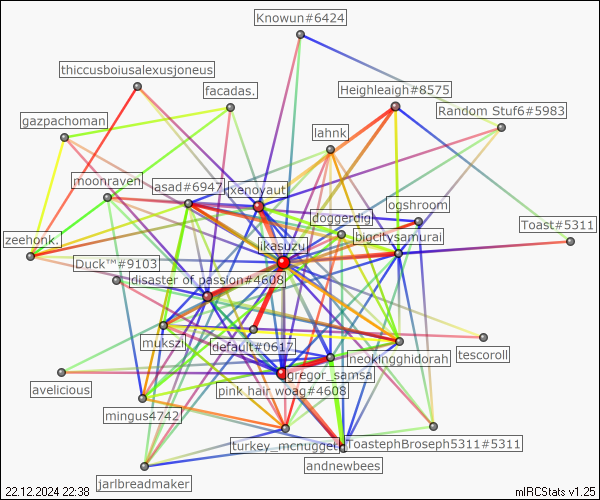 Knowun#6424
thiccusboiusalexusjoneus
facadas.
Heighleaigh#8575
Random Stuf6#5983
gazpachoman
lahnk
moonraven.
asad#6947
rxenoyaut
ogshroom
doggerdig
Toast#5311
zeehonk.
ikasuzu
bigcitysamurai
Duck™#9103
disaster of passion#4608
mukszi
default#0617
neokingghidorah
tescoroll
gregor_samsa
avelicious
pink hair woag#4608
mingus4742
turkey_mcnugget
ToastephBroseph5311#5311
andnewbees
jarlbreadmaker
22.12.2024 22:38
mIRCStats v1.25